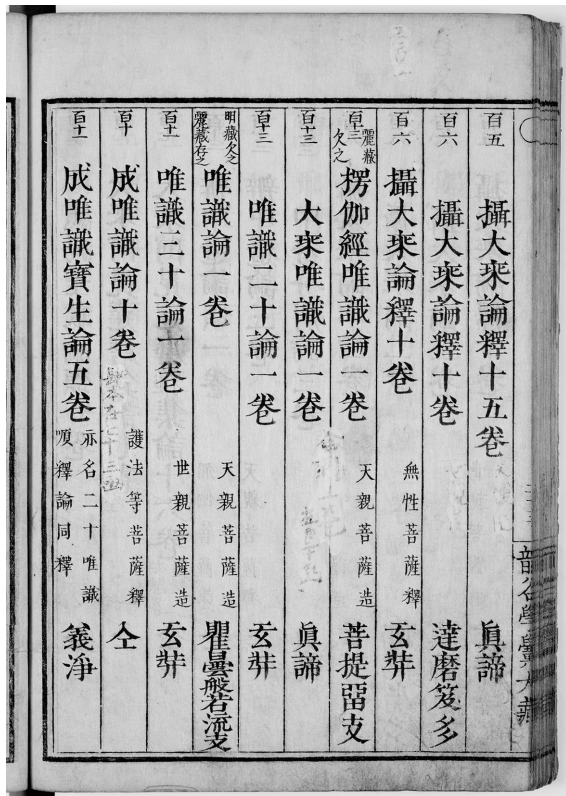 百五 攝大乗論釋十五卷 眞諦
百六 攝大乗論釋十卷 達磨笈多
百六 攝大乗論釋十卷 無性菩薩釋 玄奘
百十三 麗藏欠之 楞伽經唯識論一卷 天親菩薩造 菩提畱支
百十三 大乗唯識論一卷 眞諦
百十三 唯識二十論一卷 玄奘
明藏欠之 麗藏存之 唯識論一卷 天親菩薩造 瞿曇般若流支
百十一 唯識三十論一卷 世親菩薩造 玄奘
百十 成唯識論十卷 護法等菩薩釋 仝
百十一 成唯識寶生論五卷 亦名二十唯識 順釋論同釋 義淨